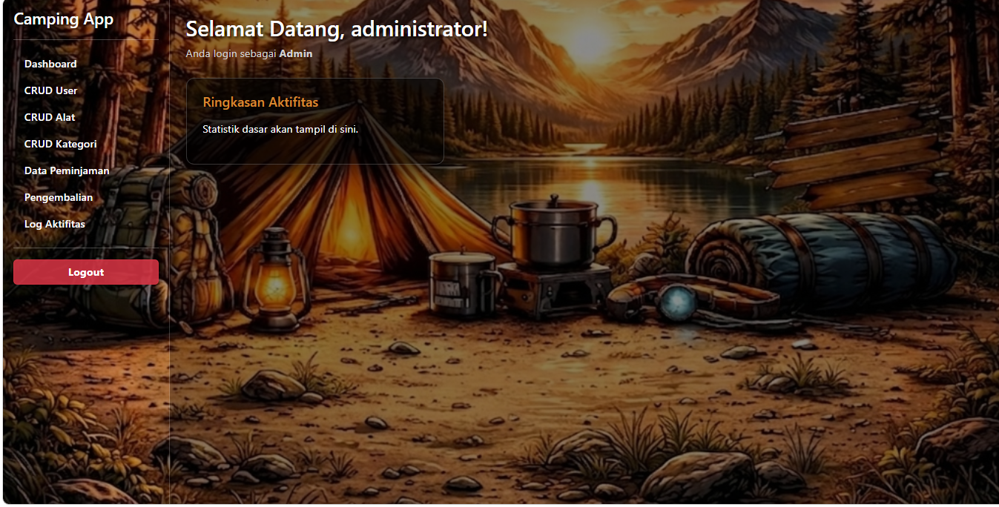 Camping App
Dashboard
CRUD User
CRUD Alat
CRUD Kategori
Data Peminjaman
Pengembalian
Log Aktifitas
Logout
Selamat Datang, administrator!
Anda login sebagai Admin
Ringkasan Aktifitas
Statistik dasar akan tampil di sini.